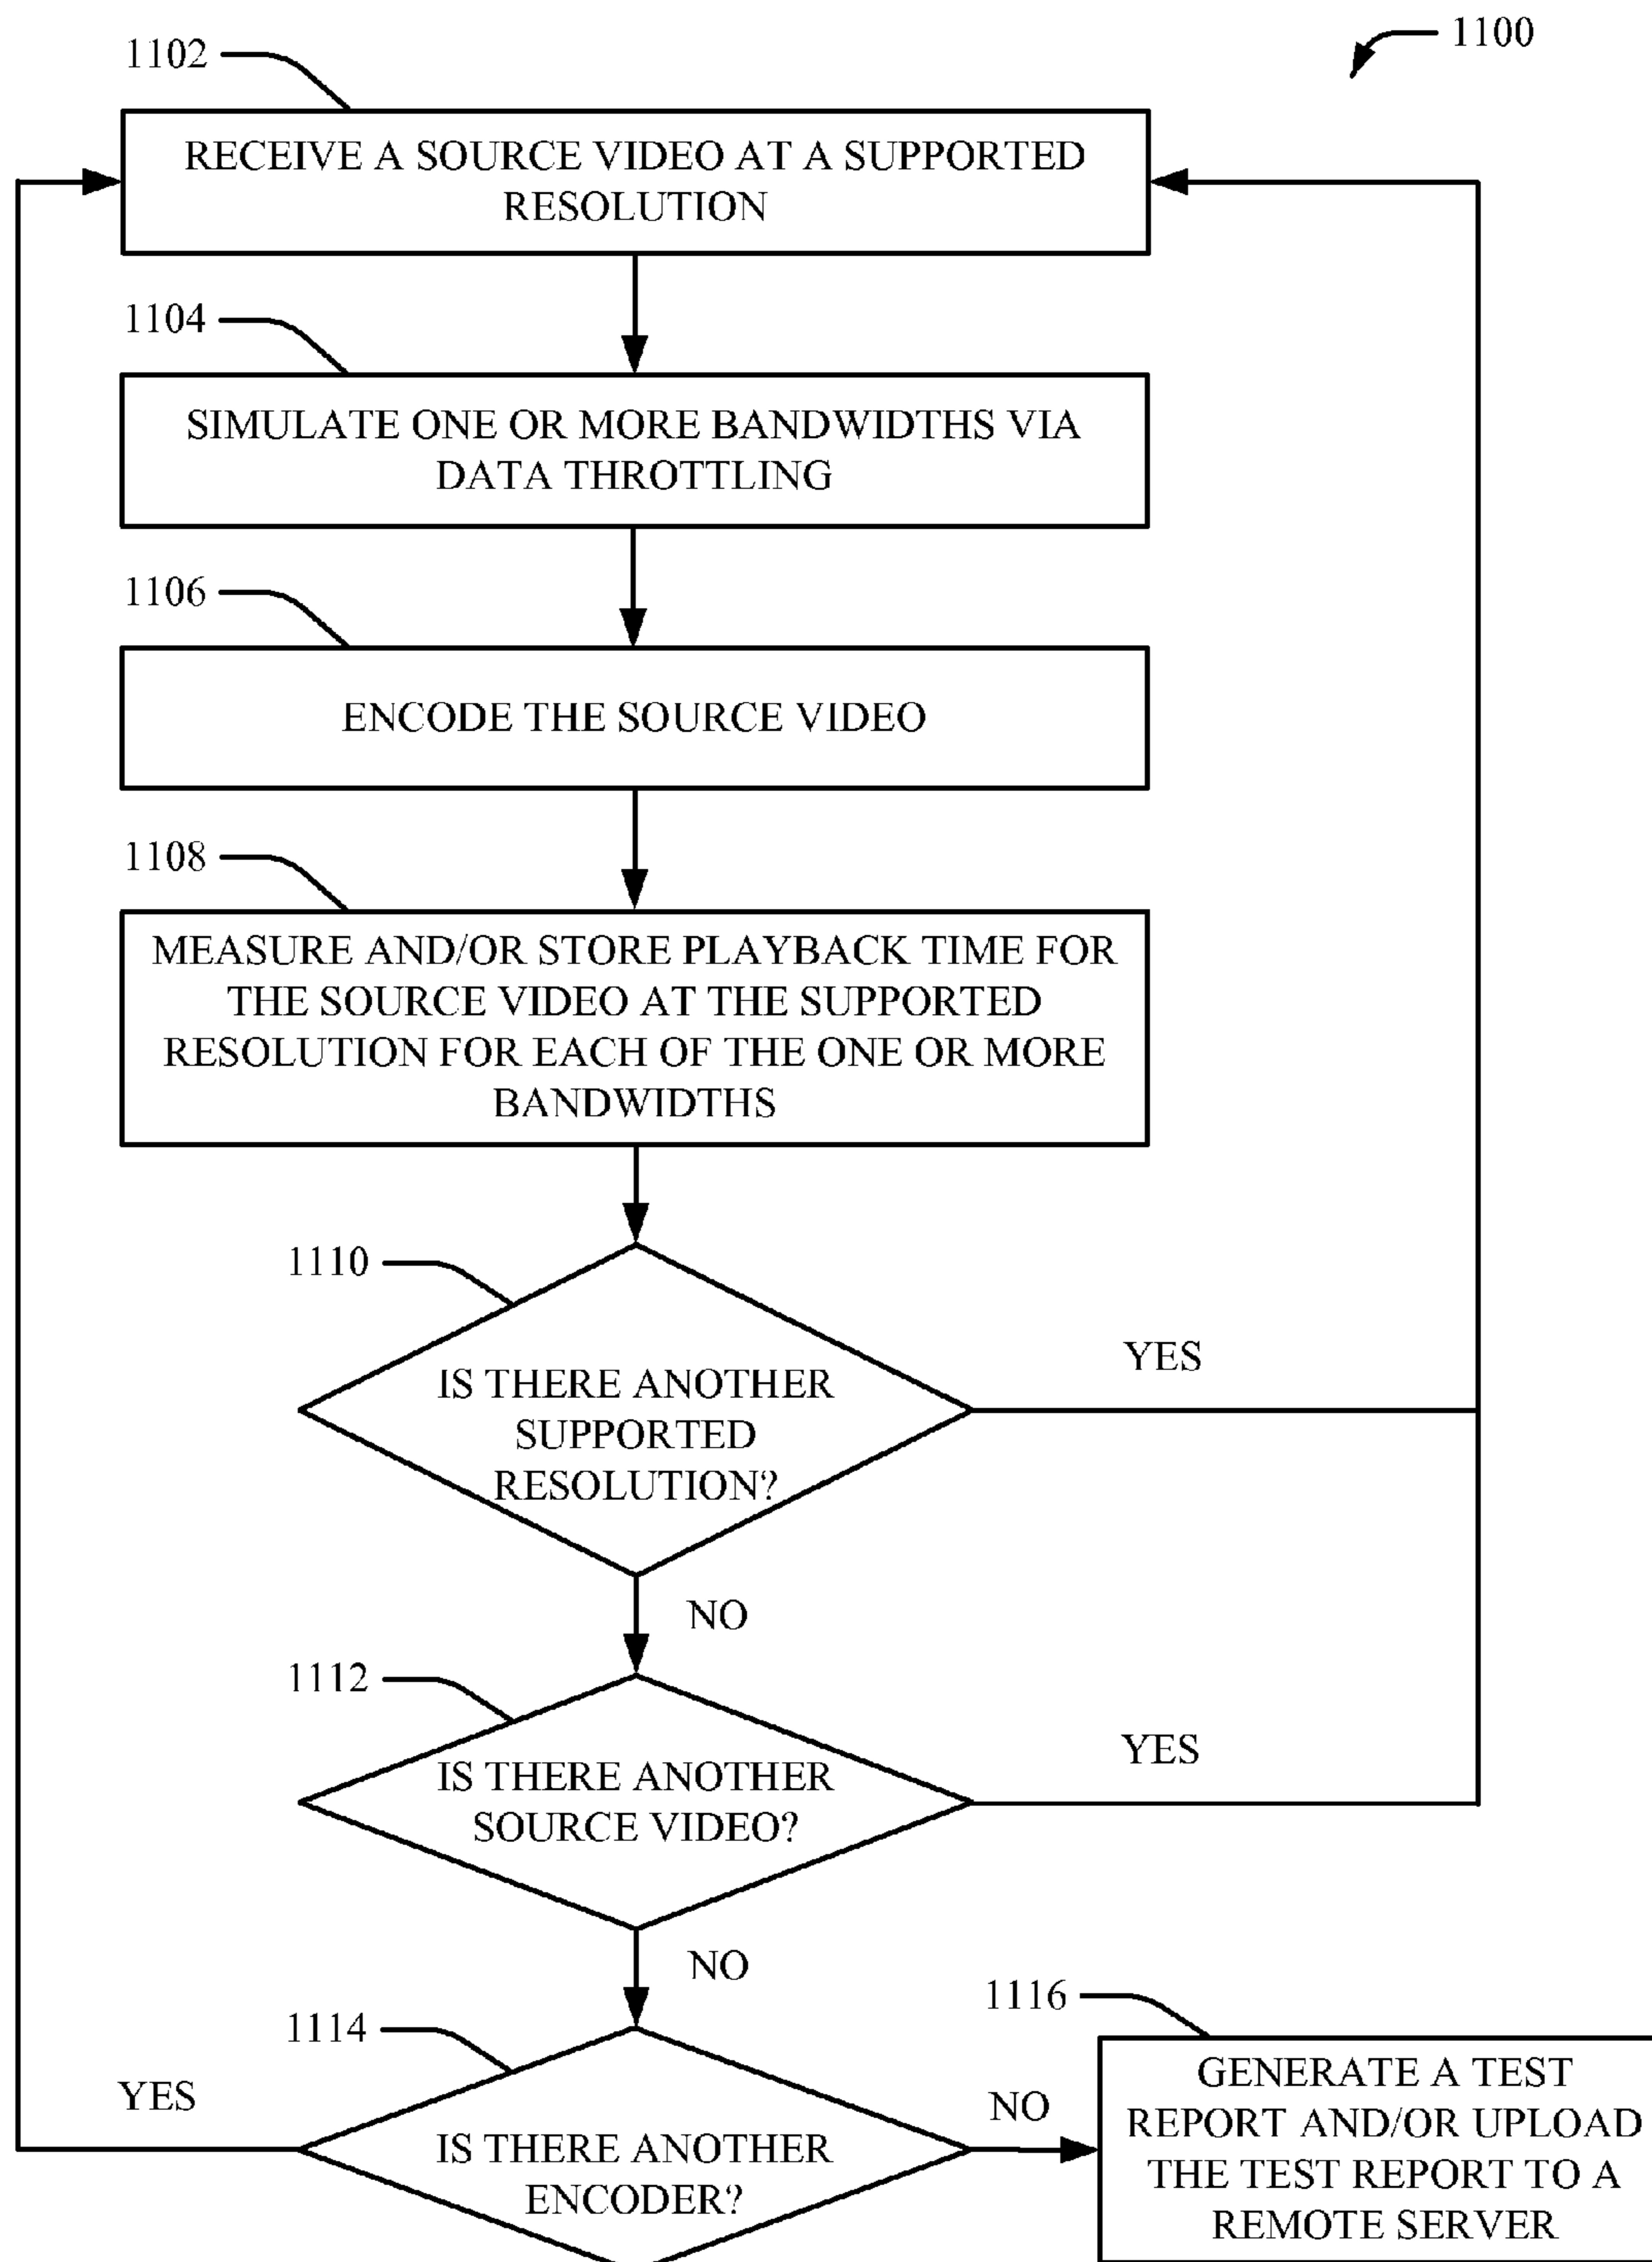 1100
1102
RECEIVE A SOURCE VIDEO AT A SUPPORTED
RESOLUTION
1104
SIMULATE ONE OR MORE BANDWIDTHS VIA
DATA THROTTLING
1106
ENCODE THE SOURCE VIDEO
1108
MEASURE AND/OR STORE PLAYBACK TIME FOR
THE SOURCE VIDEO AT THE SUPPORTED
RESOLUTION FOR EACH OF THE ONE OR MORE
BANDWIDTHS
1110
IS THERE ANOTHER
SUPPORTED
RESOLUTION?
YES
NO
1112
IS THERE ANOTHER
SOURCE VIDEO?
YES
NO
1114
IS THERE ANOTHER
ENCODER?
YES
NO
1116
GENERATE A TEST
REPORT AND/OR UPLOAD
THE TEST REPORT TO A
REMOTE SERVER